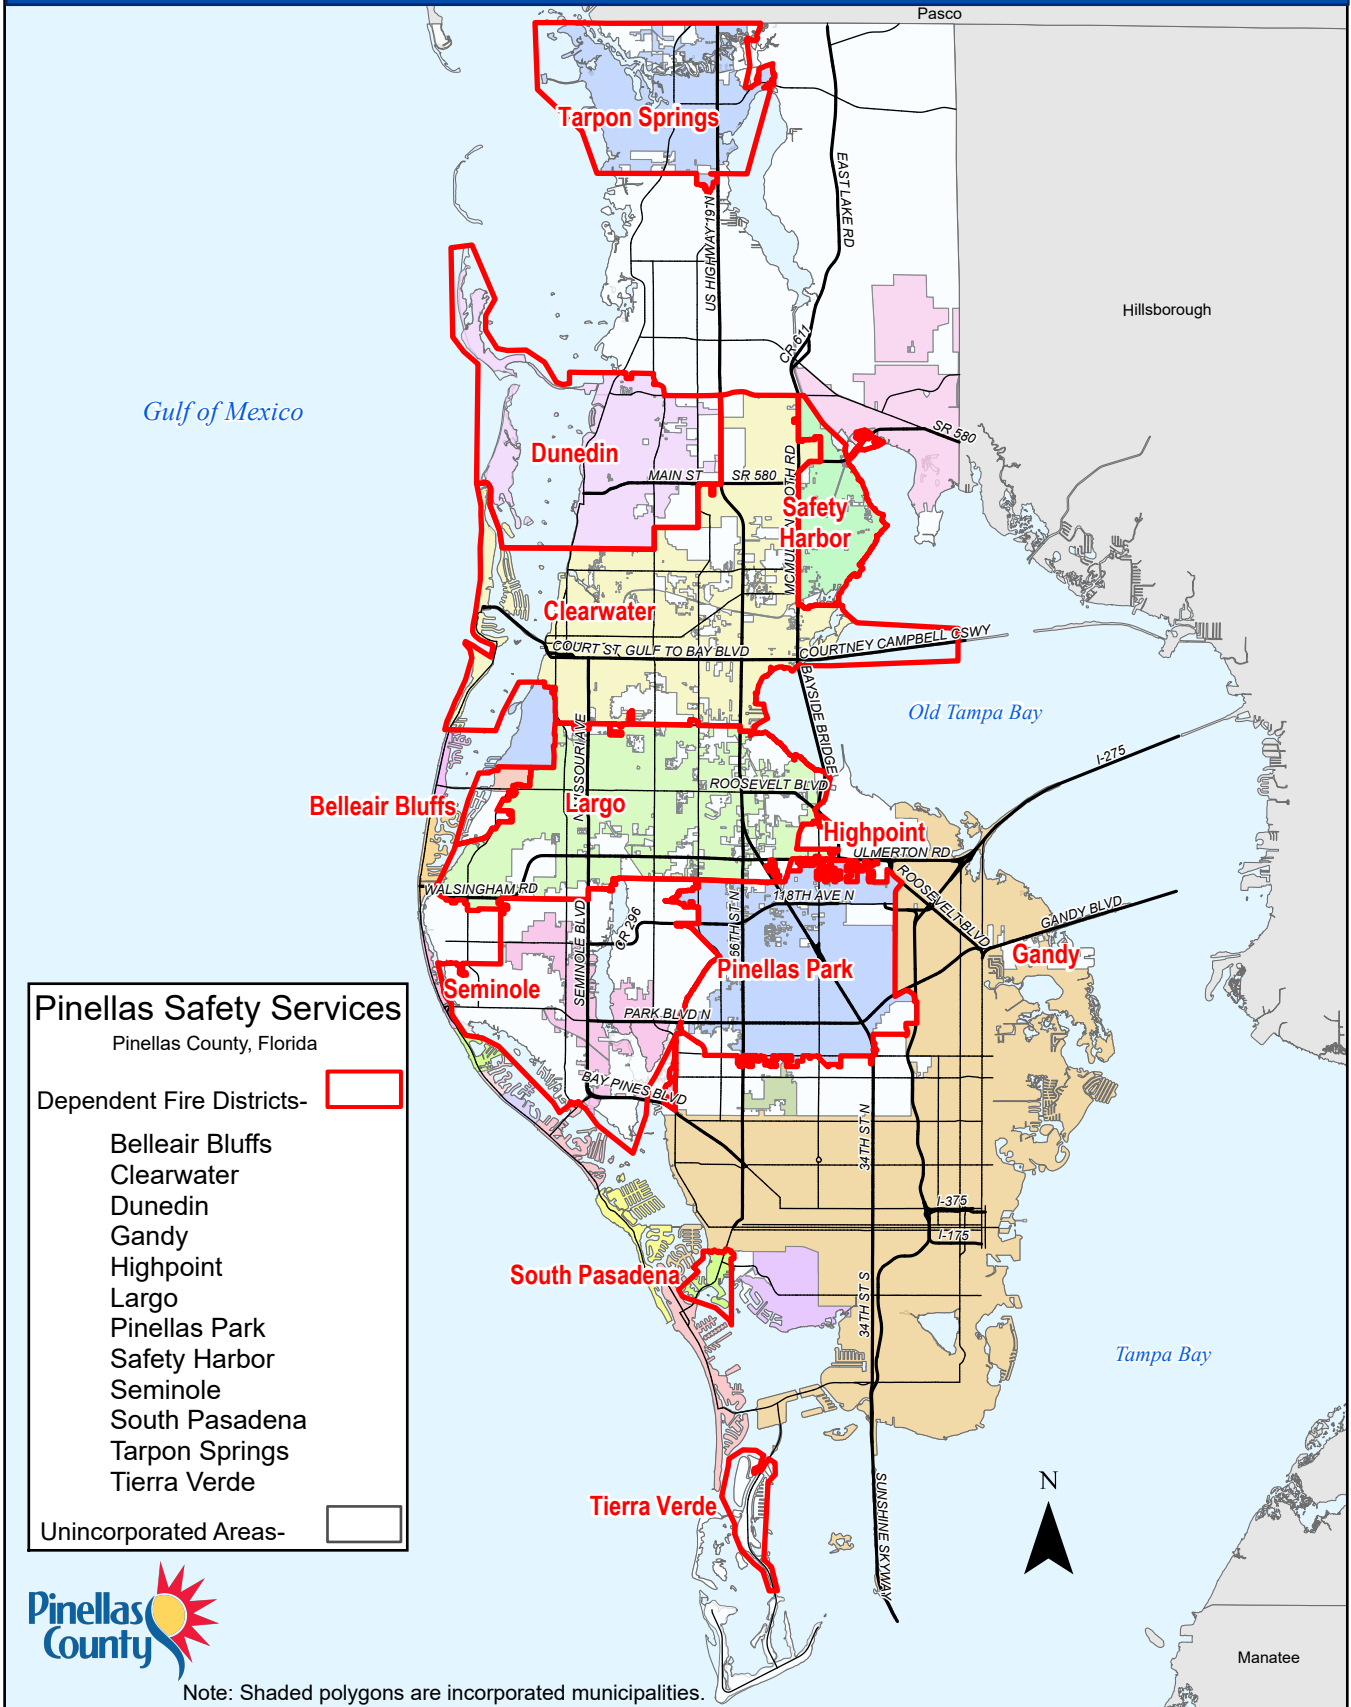 Pasco
Tarpon Springs
EAST LAKE RD
US HIGHWAY 19 N
Hillsborough
CR 611
Gulf of Mexico
SR 580
Dunedin
MAIN ST
SR 580
Safety
Harbor
Clearwater
COURT ST
GULF TO BAY BLVD
COURTNEY CAMPBELL CSWY
BAYSIDE BRIDGE
Old Tampa Bay
I-275
ROOSEVELT BLVD
Belleair Bluffs
Largo
Highpoint
ULMERTON RD
WALSINGHAM RD
118TH AVE N
ROOSEVELT BLVD
GANDY BLVD
SEMINOLE BLVD
CR 296
66TH ST N
Gandy
Pinellas Park
Seminole
PARK BLVD N
BAY PINES BLVD
34TH ST N
I-375
I-175
South Pasadena
34TH ST S
Tampa Bay
Tierra Verde
SUNSHINE SKYWAY
N
Manatee
Pinellas Safety Services
Pinellas County, Florida
Dependent Fire Districts-
Belleair Bluffs
Clearwater
Dunedin
Gandy
Highpoint
Largo
Pinellas Park
Safety Harbor
Seminole
South Pasadena
Tarpon Springs
Tierra Verde
Unincorporated Areas-
Pinellas
County
Note: Shaded polygons are incorporated municipalities.